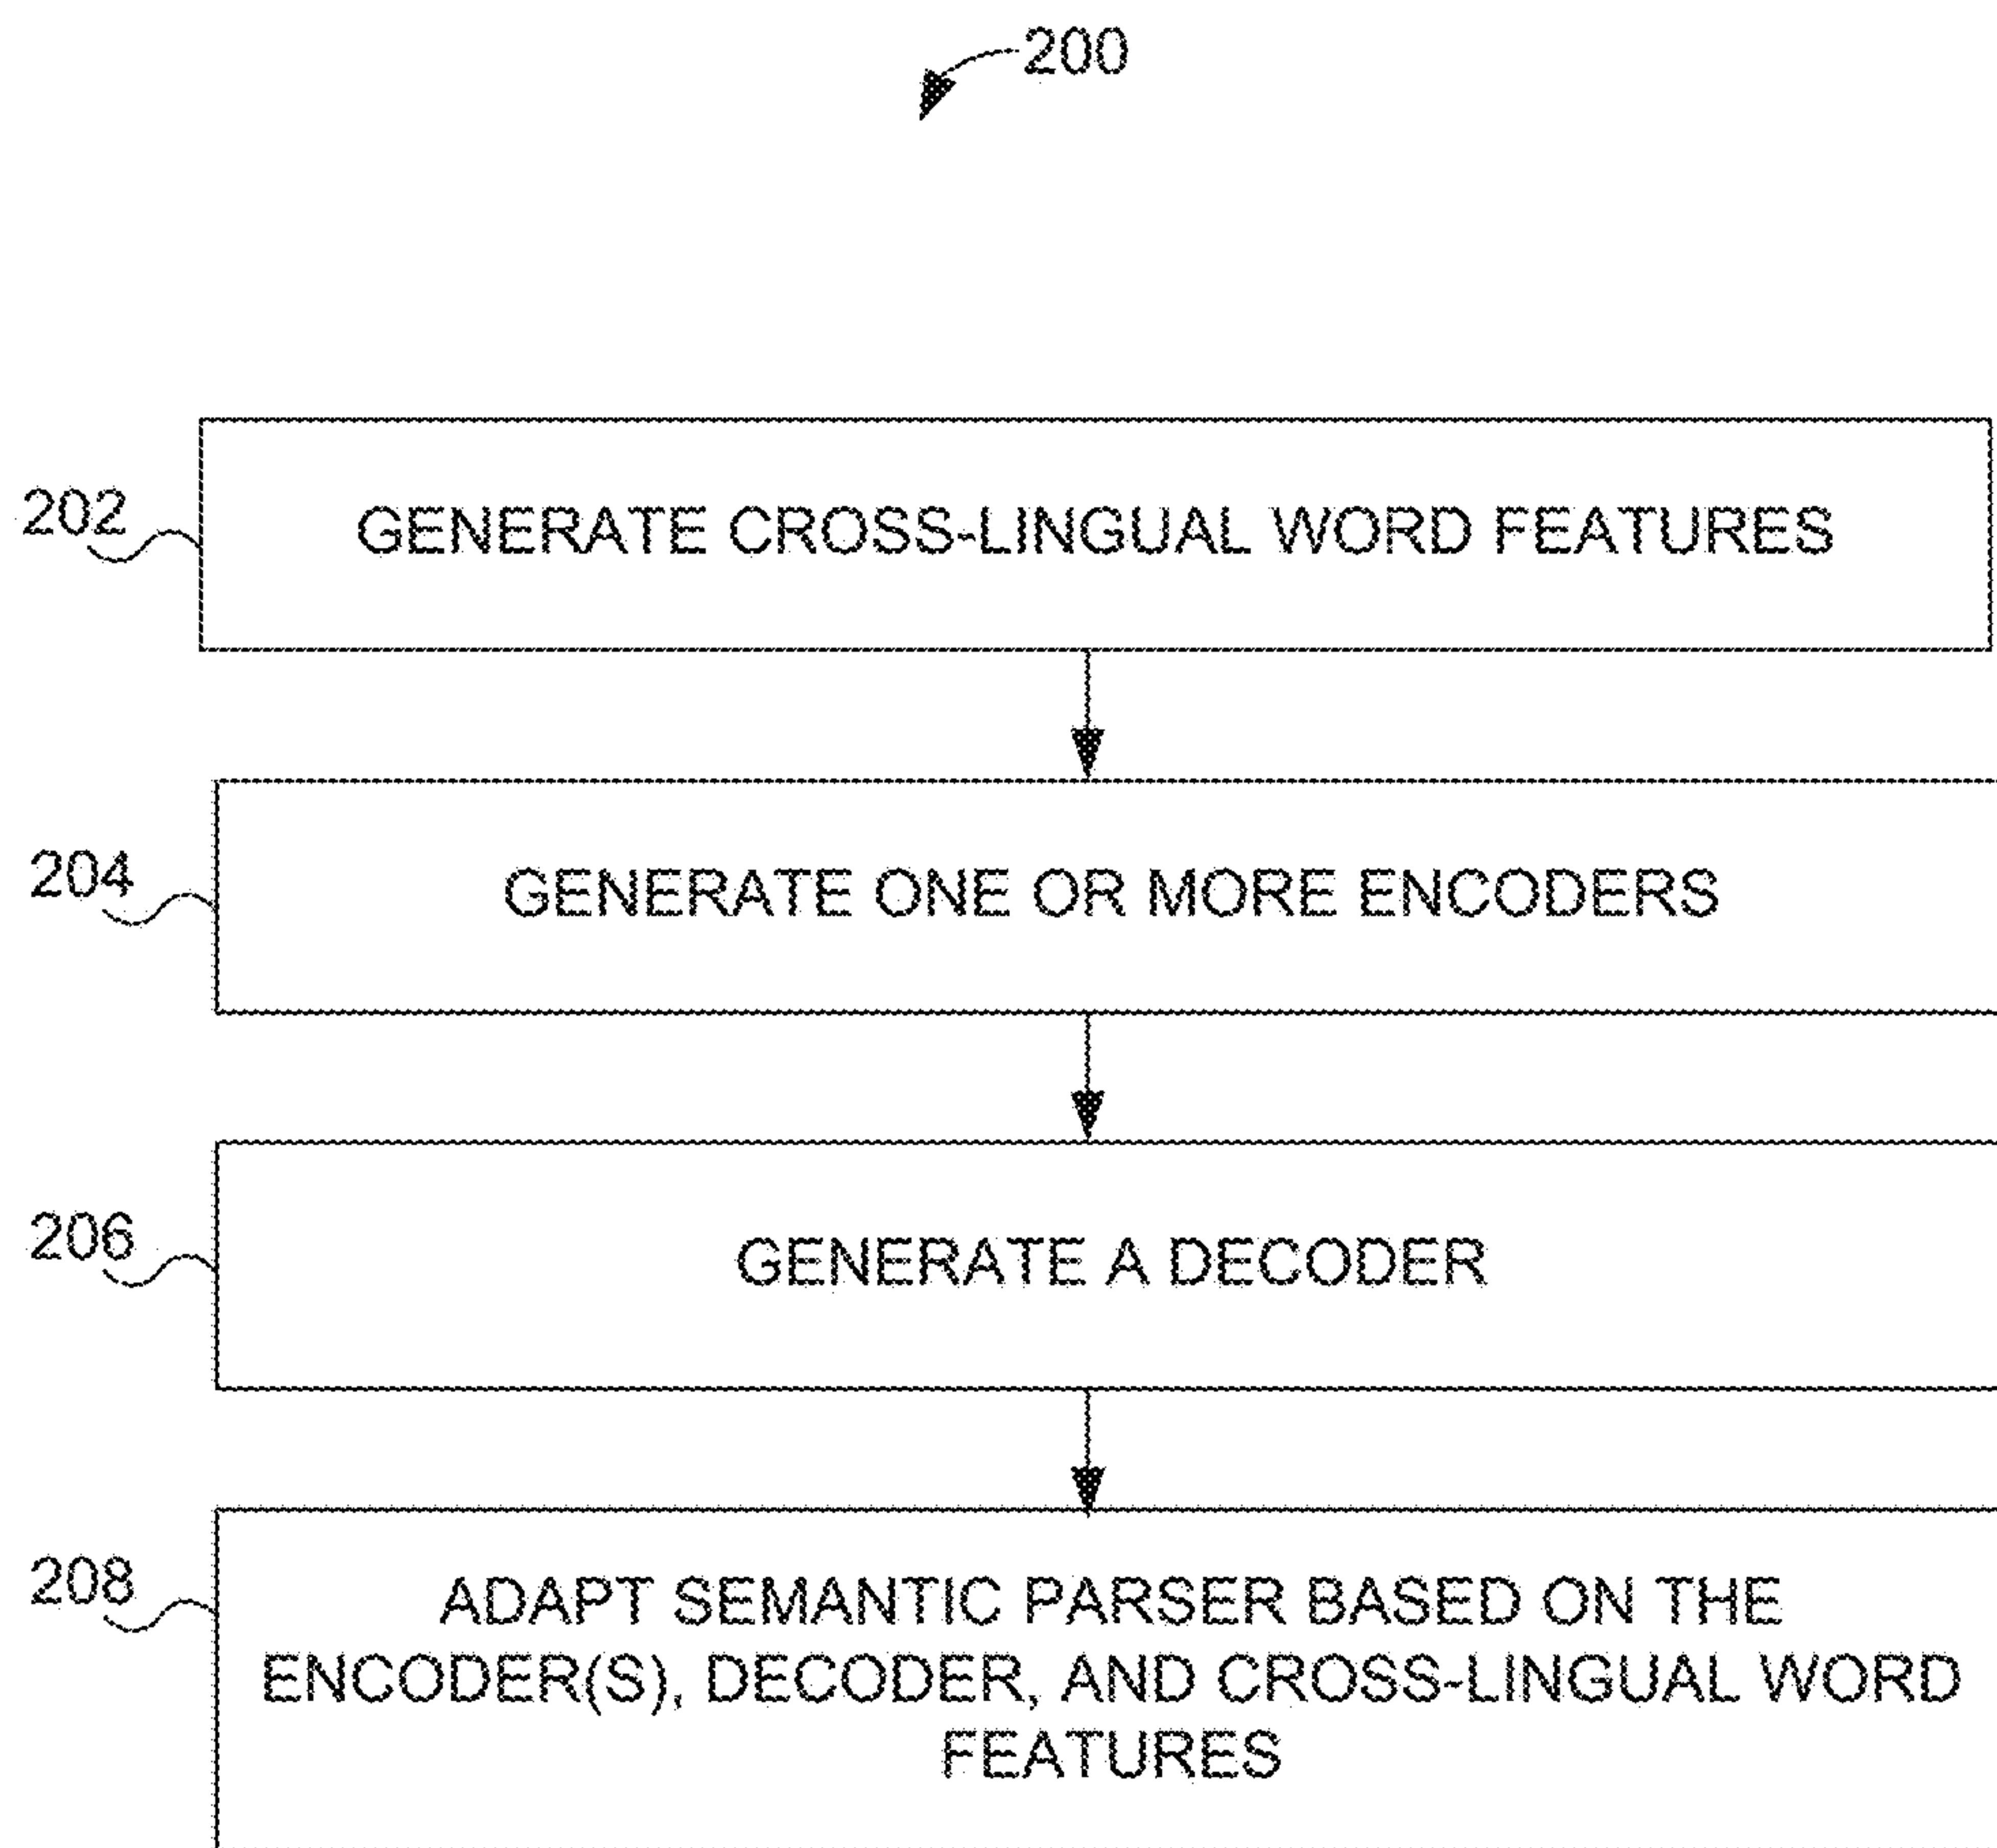 200
202
GENERATE CROSS-LINGUAL WORD FEATURES
204
GENERATE ONE OR MORE ENCODERS
206
GENERATE A DECODER
208
ADAPT SEMANTIC PARSER BASED ON THE
ENCODER(S), DECODER, AND CROSS-LINGUAL WORD
FEATURES